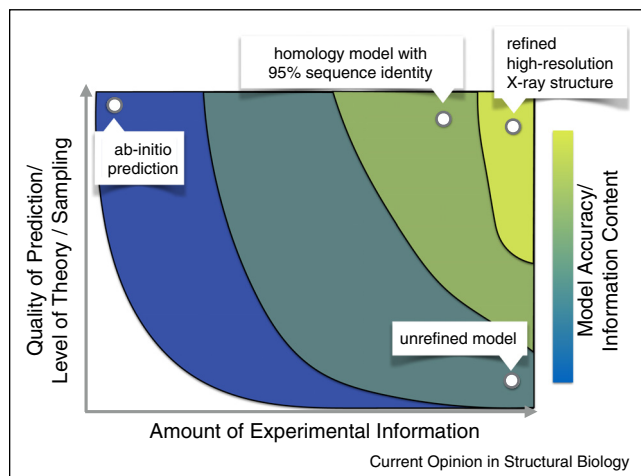 homology model with
95% sequence identity
refined
high-resolution
X-ray structure
ab-initio
prediction
unrefined model
Quality of Prediction/
Level of Theory / Sampling
Model Accuracy/
Information Content
Amount of Experimental Information
Current Opinion in Structural Biology